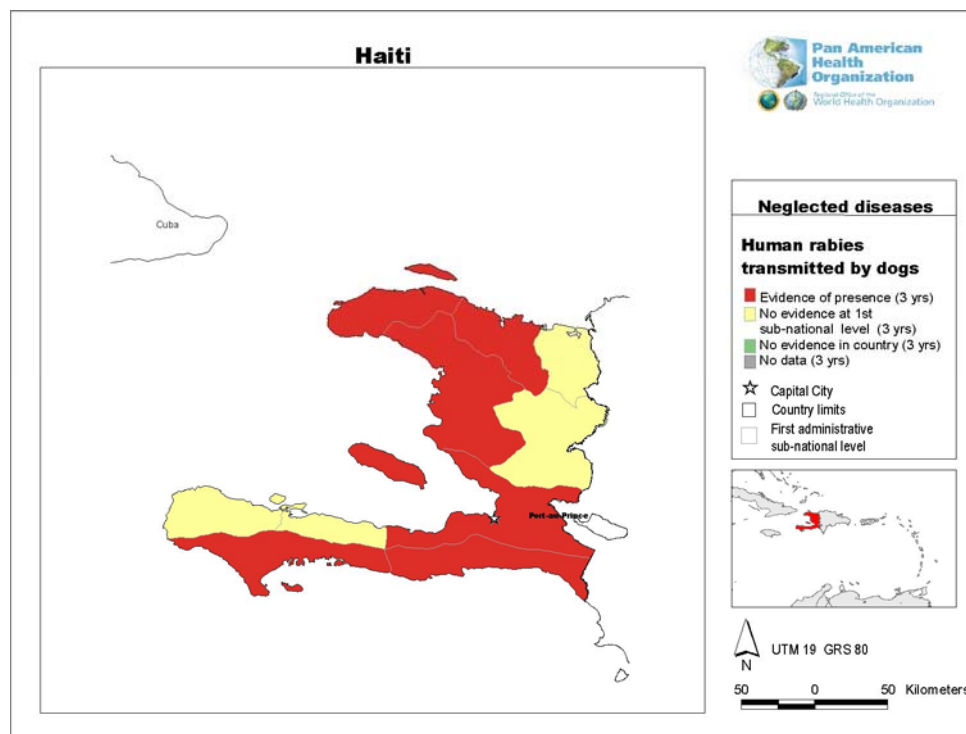 Haiti
Pan American
Health
Organization
Regional Office of the
World Health Organization
Cuba
Port-au-Prince
Neglected diseases
Human rabies
transmitted by dogs
Evidence of presence (3 yrs)
No evidence at 1st
sub-national level (3 yrs)
No evidence in country (3 yrs)
No data (3 yrs)
Capital City
Country limits
First administrative
sub-national level
N
UTM 19 GRS 80
50 0 50 Kilometers